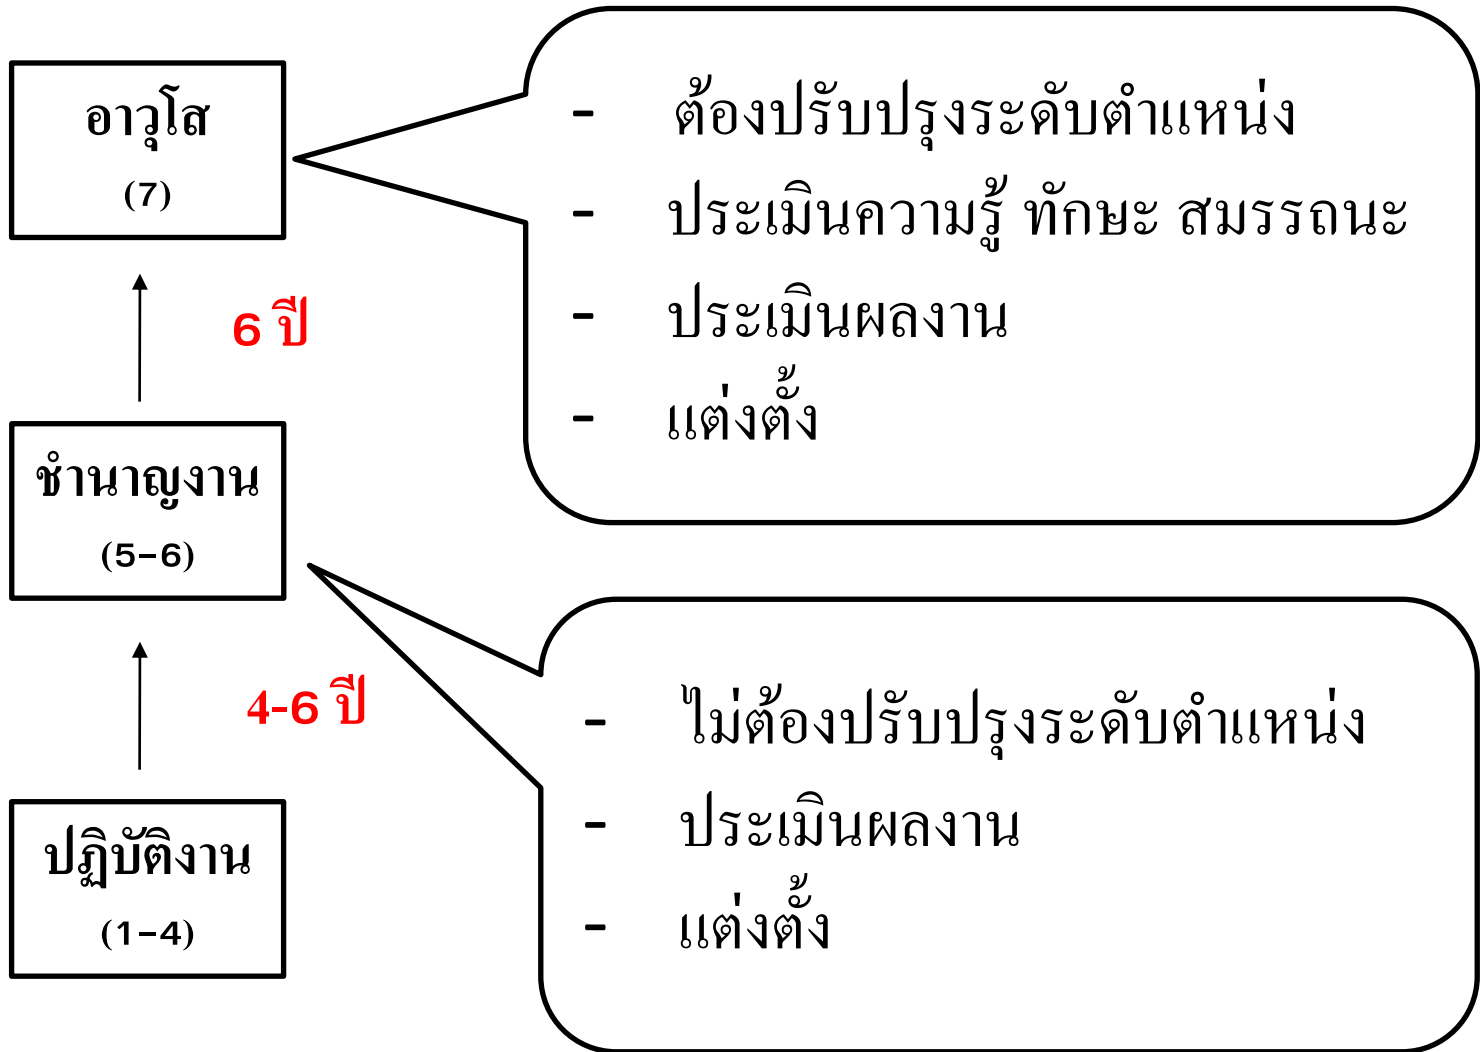 อาวุโส
(7)
6 ปี
ชำนาญงาน
(5-6)
4-6 ปี
ปฏิบัติงาน
(1-4)
- ต้องปรับปรุงระดับตำแหน่ง
- ประเมินความรู้ ทักษะ สมรรถนะ
- ประเมินผลงาน
- แต่งตั้ง
- ไม่ต้องปรับปรุงระดับตำแหน่ง
- ประเมินผลงาน
- แต่งตั้ง